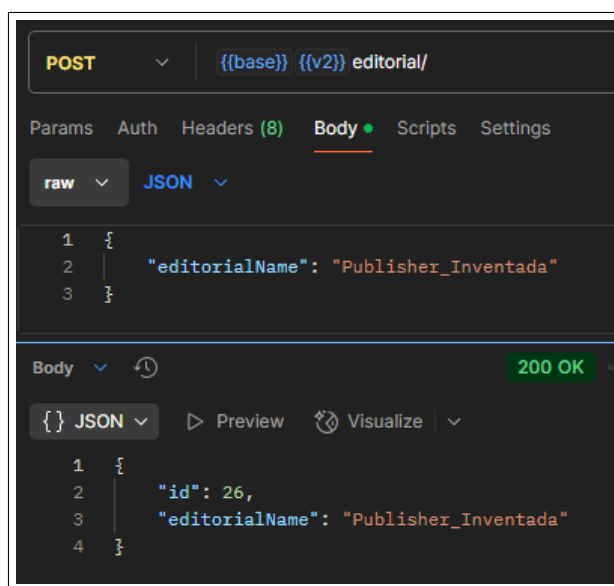 POST {{base}} {{v2}} editorial/
Params Auth Headers (8) Body Scripts Settings
raw JSON
1 {
2 "editorialName": "Publisher_Inventada"
3 }
Body 200 OK
{} JSON Preview Visualize
1 {
2 "id": 26,
3 "editorialName": "Publisher_Inventada"
4 }